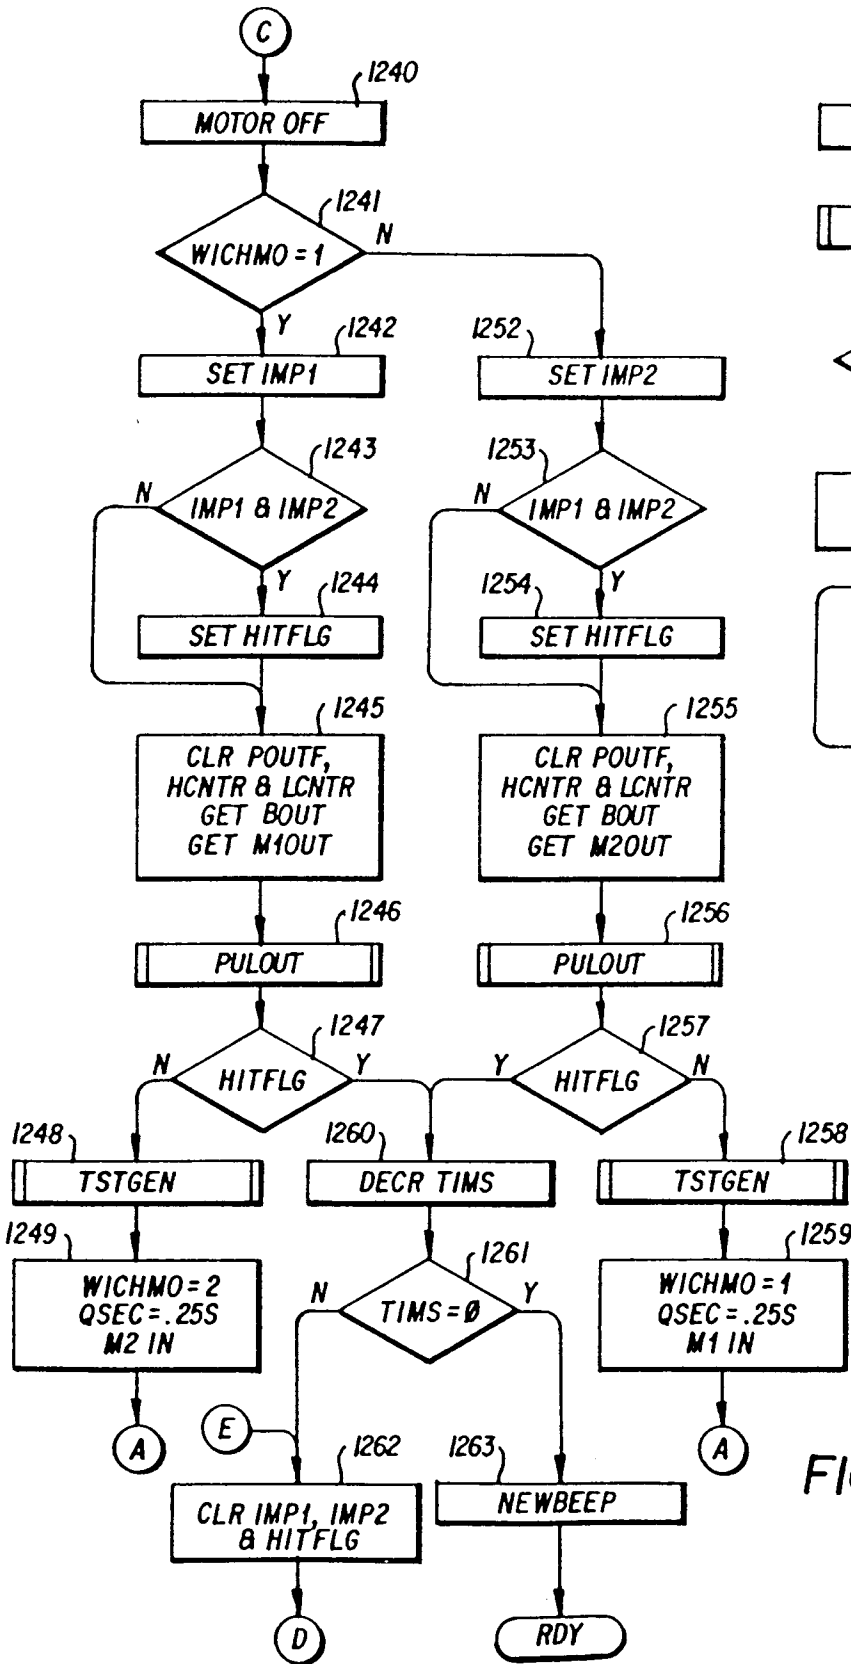 C
1240
MOTOR OFF
1241
WICHMO = 1
N
Y
1242
SET IMP1
1252
SET IMP2
1243
IMP1 & IMP2
N
Y
1253
IMP1 & IMP2
N
Y
1244
SET HITFLG
1254
SET HITFLG
1245
CLR POUTF,
HCNTR & LCNTR
GET BOUT
GET M1OUT
1255
CLR POUTF,
HCNTR & LCNTR
GET BOUT
GET M2OUT
1246
PULOUT
1256
PULOUT
1247
N
HITFLG
Y
1257
Y
HITFLG
N
1248
TSTGEN
1260
DECR TIMS
1258
TSTGEN
1249
WICHMO = 2
QSEC = .25S
M2 IN
1261
N
TIMS = Ø
Y
1259
WICHMO = 1
QSEC = .25S
M1 IN
A
E
A
1262
CLR IMP1, IMP2
& HITFLG
1263
NEWBEEP
D
RDY